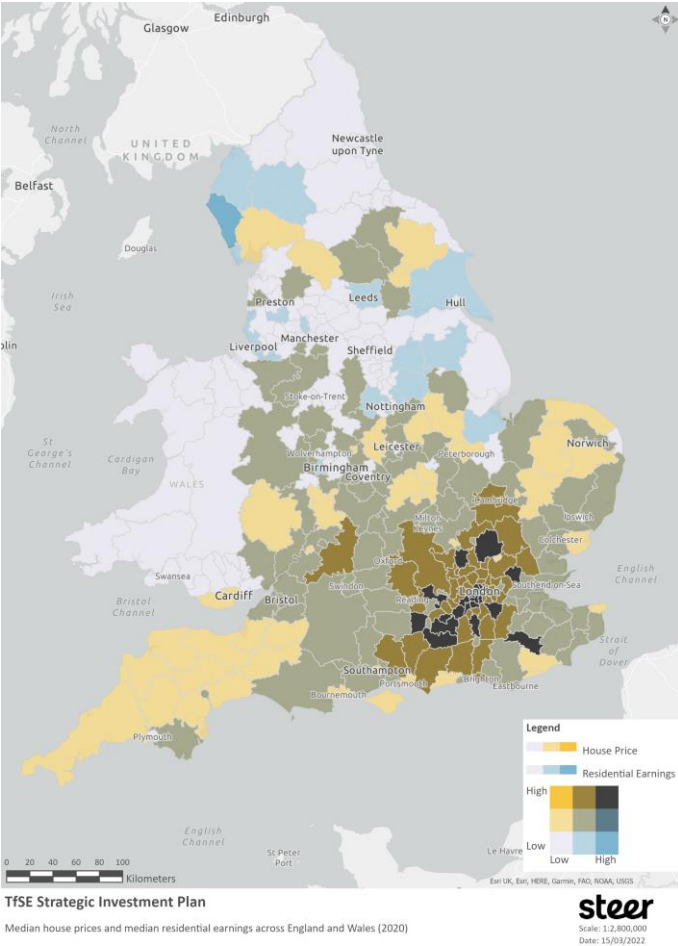 Edinburgh
Glasgow
N
North
Channel
UNITED
KINGDOM
Newcastle
upon Tyne
Belfast
Douglas
Irish
Sea
Preston
Leeds
Hull
blin
Liverpool
Manchester
Sheffield
Stoke-on-Trent
Nottingham
St
George's
Channel
Cardigan
Bay
WALES
Wolverhampton
Leicester
Peterborough
Norwich
Birmingham
Coventry
Cambridge
Milton
Keynes
Ipswich
Colchester
Oxford
Swansea
Swindon
Southend-on-Sea
English
Channel
Bristol
Channel
Cardiff
Bristol
Reading
London
Strait
of
Dover
Southampton
Portsmouth
Brighton
Eastbourne
Bournemouth
Plymouth
Legend
House Price
Residential Earnings
High
Low
Low
High
English
Channel
St Peter
Port
Le Havre
0 20 40 60 80 100
Kilometers
Esri UK, Esri, HERE, Garmin, FAO, NOAA, USGS
TfSE Strategic Investment Plan
steer
Median house prices and median residential earnings across England and Wales (2020)
Scale: 1:2,800,000
Date: 15/03/2022